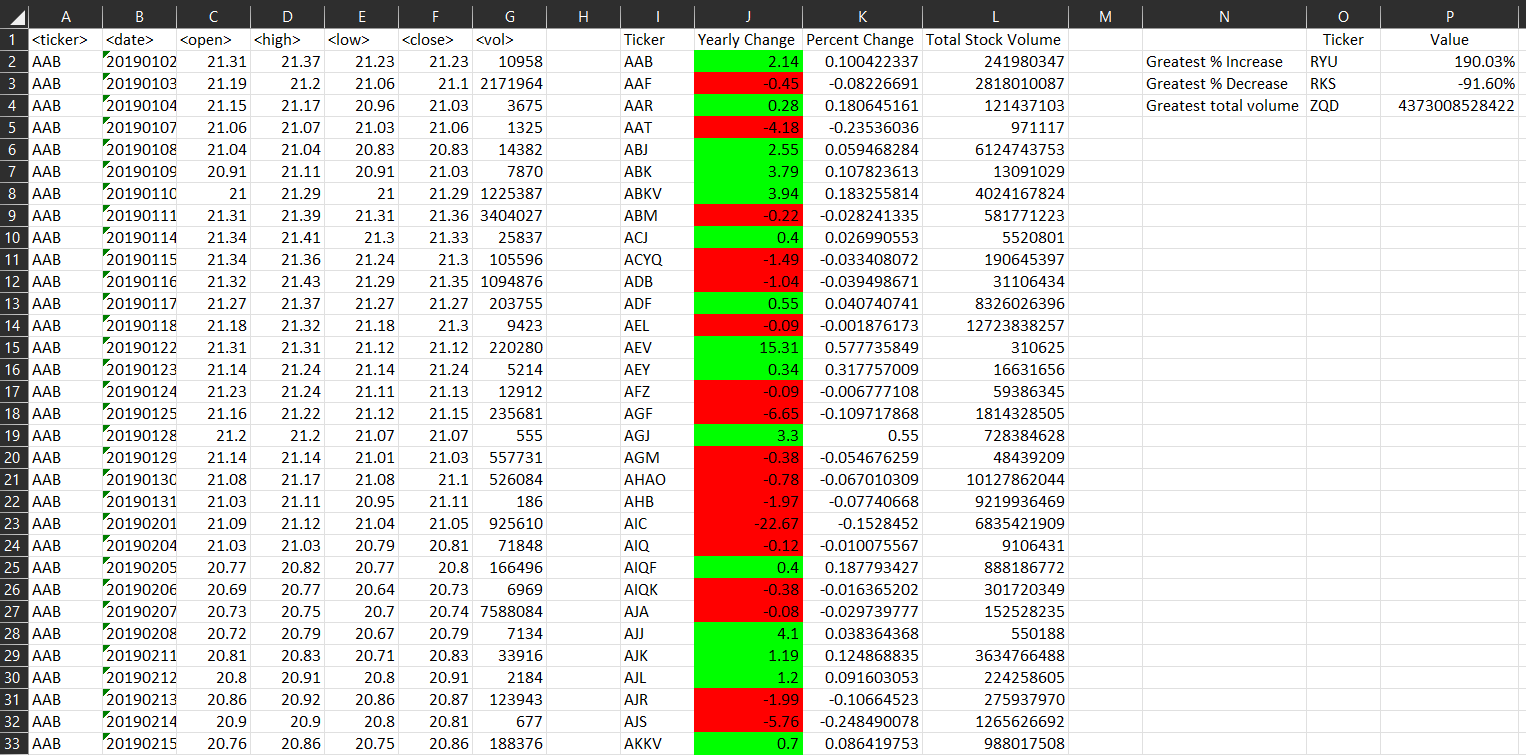 A B C D E F G H I J K L M N O P
1 <ticker> <date> <open> <high> <low> <close> <vol> Ticker Yearly Change Percent Change Total Stock Volume Ticker Value
2 AAB 20190102 21.31 21.37 21.23 21.23 10958 AAB 2.14 0.100422337 241980347 Greatest % Increase RYU 190.03%
3 AAB 20190103 21.19 21.2 21.06 21.1 2171964 AAF -0.45 -0.08226691 2818010087 Greatest % Decrease RKS -91.60%
4 AAB 20190104 21.15 21.17 20.96 21.03 3675 AAR 0.28 0.180645161 121437103 Greatest total volume ZQD 4373008528422
5 AAB 20190107 21.06 21.07 21.03 21.06 1325 AAT -4.18 -0.23536036 971117
6 AAB 20190108 21.04 21.04 20.83 20.83 14382 ABJ 2.55 0.059468284 6124743753
7 AAB 20190109 20.91 21.11 20.91 21.03 7870 ABK 3.79 0.107823613 13091029
8 AAB 20190110 21 21.29 21 21.29 1225387 ABKV 3.94 0.183255814 4024167824
9 AAB 20190111 21.31 21.39 21.31 21.36 3404027 ABM -0.22 -0.028241335 581771223
10 AAB 20190114 21.34 21.41 21.3 21.33 25837 ACJ 0.4 0.026990553 5520801
11 AAB 20190115 21.34 21.36 21.24 21.3 105596 ACYQ -1.49 -0.033408072 190645397
12 AAB 20190116 21.32 21.43 21.29 21.35 1094876 ADB -1.04 -0.039498671 31106434
13 AAB 20190117 21.27 21.37 21.27 21.27 203755 ADF 0.55 0.040740741 8326026396
14 AAB 20190118 21.18 21.32 21.18 21.3 9423 AEL -0.09 -0.001876173 12723838257
15 AAB 20190122 21.31 21.31 21.12 21.12 220280 AEV 15.31 0.577735849 310625
16 AAB 20190123 21.14 21.24 21.14 21.24 5214 AEY 0.34 0.317757009 16631656
17 AAB 20190124 21.23 21.24 21.11 21.13 12912 AFZ -0.09 -0.006777108 59386345
18 AAB 20190125 21.16 21.22 21.12 21.15 235681 AGF -6.65 -0.109717868 1814328505
19 AAB 20190128 21.2 21.2 21.07 21.07 555 AGJ 3.3 0.55 728384628
20 AAB 20190129 21.14 21.14 21.01 21.03 557731 AGM -0.38 -0.054676259 48439209
21 AAB 20190130 21.08 21.17 21.08 21.1 526084 AHAO -0.78 -0.067010309 10127862044
22 AAB 20190131 21.03 21.11 20.95 21.11 186 AHB -1.97 -0.07740668 9219936469
23 AAB 20190201 21.09 21.12 21.04 21.05 925610 AIC -22.67 -0.1528452 6835421909
24 AAB 20190204 21.03 21.03 20.79 20.81 71848 AIQ -0.12 -0.010075567 9106431
25 AAB 20190205 20.77 20.82 20.77 20.8 166496 AIQF 0.4 0.187793427 888186772
26 AAB 20190206 20.69 20.77 20.64 20.73 6969 AIQK -0.38 -0.016365202 301720349
27 AAB 20190207 20.73 20.75 20.7 20.74 7588084 AJA -0.08 -0.029739777 152528235
28 AAB 20190208 20.72 20.79 20.67 20.79 7134 AJJ 4.1 0.038364368 550188
29 AAB 20190211 20.81 20.83 20.71 20.83 33916 AJK 1.19 0.124868835 3634766488
30 AAB 20190212 20.8 20.91 20.8 20.91 2184 AJL 1.2 0.091603053 224258605
31 AAB 20190213 20.86 20.92 20.86 20.87 123943 AJR -1.99 -0.10664523 275937970
32 AAB 20190214 20.9 20.9 20.8 20.81 677 AJS -5.76 -0.248490078 1265626692
33 AAB 20190215 20.76 20.86 20.75 20.86 188376 AKKV 0.7 0.086419753 988017508